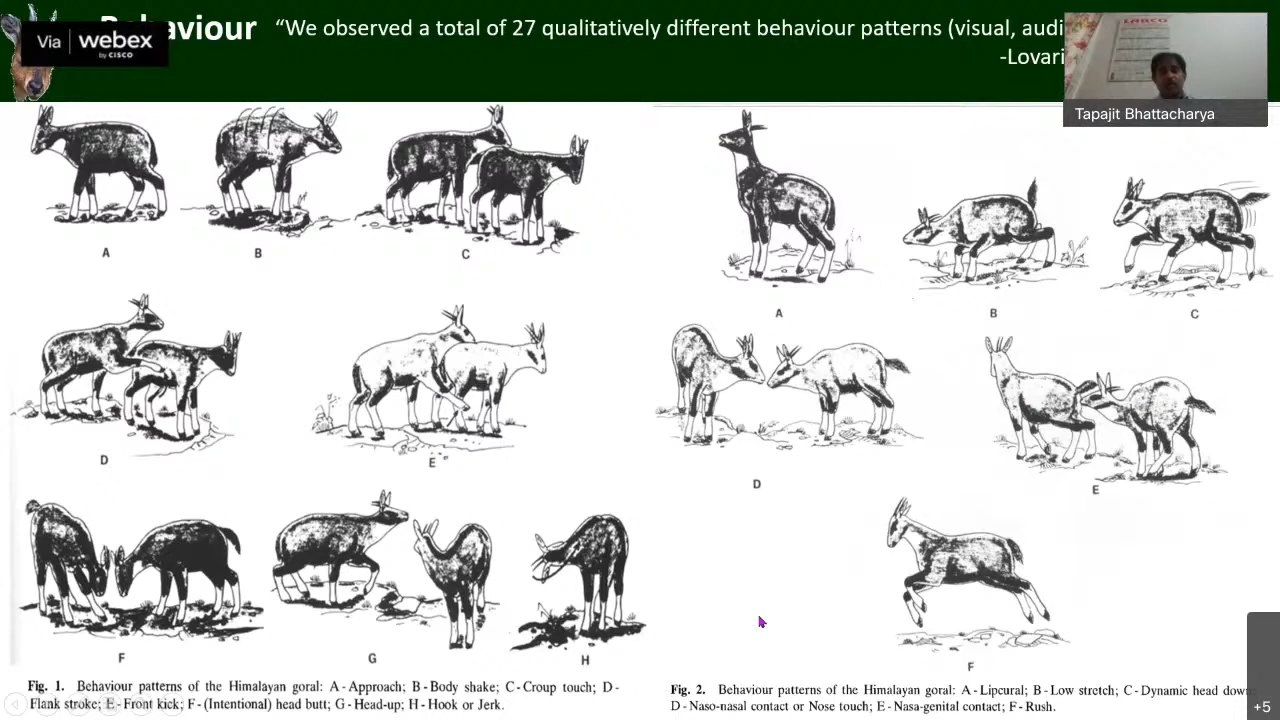 Behaviour “We observed a total of 27 qualitatively different behaviour patterns (visual,
-Lovari
Via | webex
by CISCO
LABCO
Tapajit Bhattacharya
A
B
C
D
E
F
G
H
Fig. 1. Behaviour patterns of the Himalayan goral: A - Approach; B - Body shake; C - Croup touch; D -
Flank stroke; E - Front kick; F - (Intentional) head butt; G - Head-up; H - Hook or Jerk.
A
B
C
D
E
F
Fig. 2. Behaviour patterns of the Himalayan goral: A - Lipcural; B - Low stretch; C - Dynamic head down
D - Naso-nasal contact or Nose touch; E - Nasa-genital contact; F - Rush.
+5